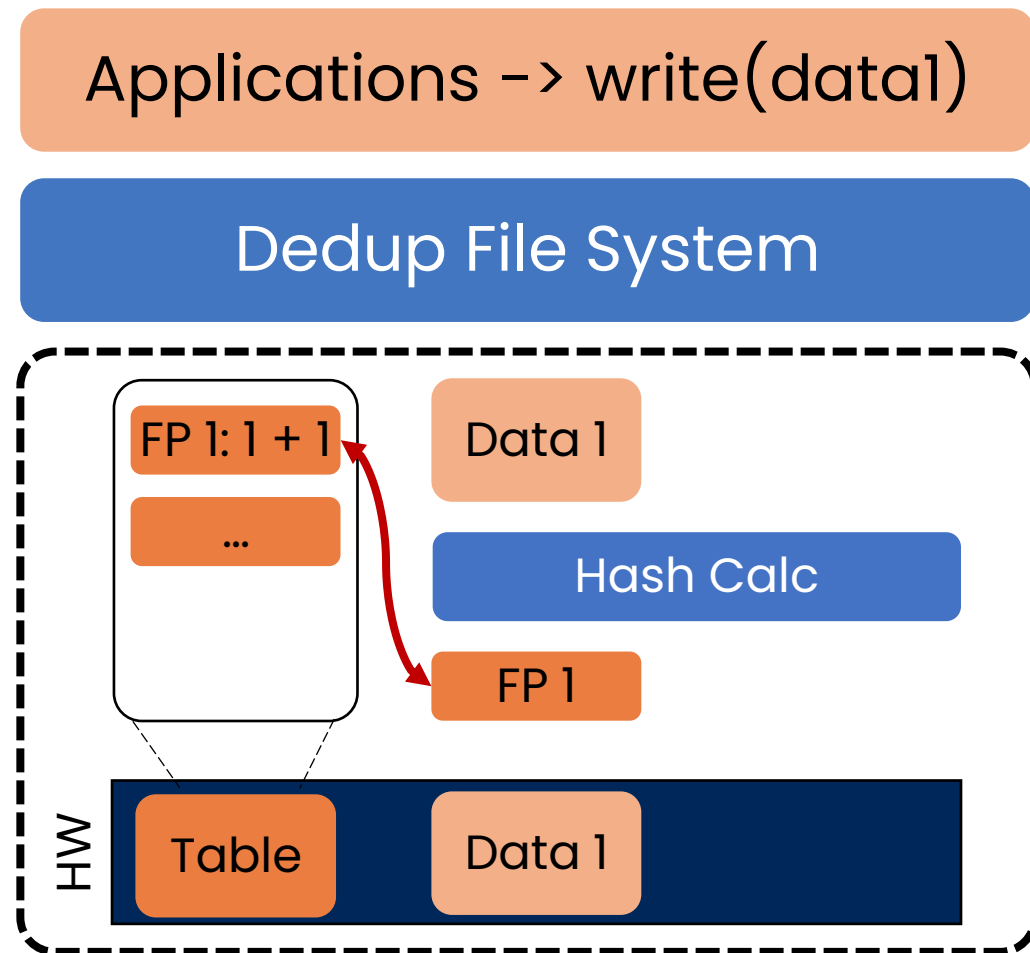 Applications -> write(data1)
Dedup File System
FP 1: 1 + 1
...
Data 1
Hash Calc
FP 1
HW
Table
Data 1